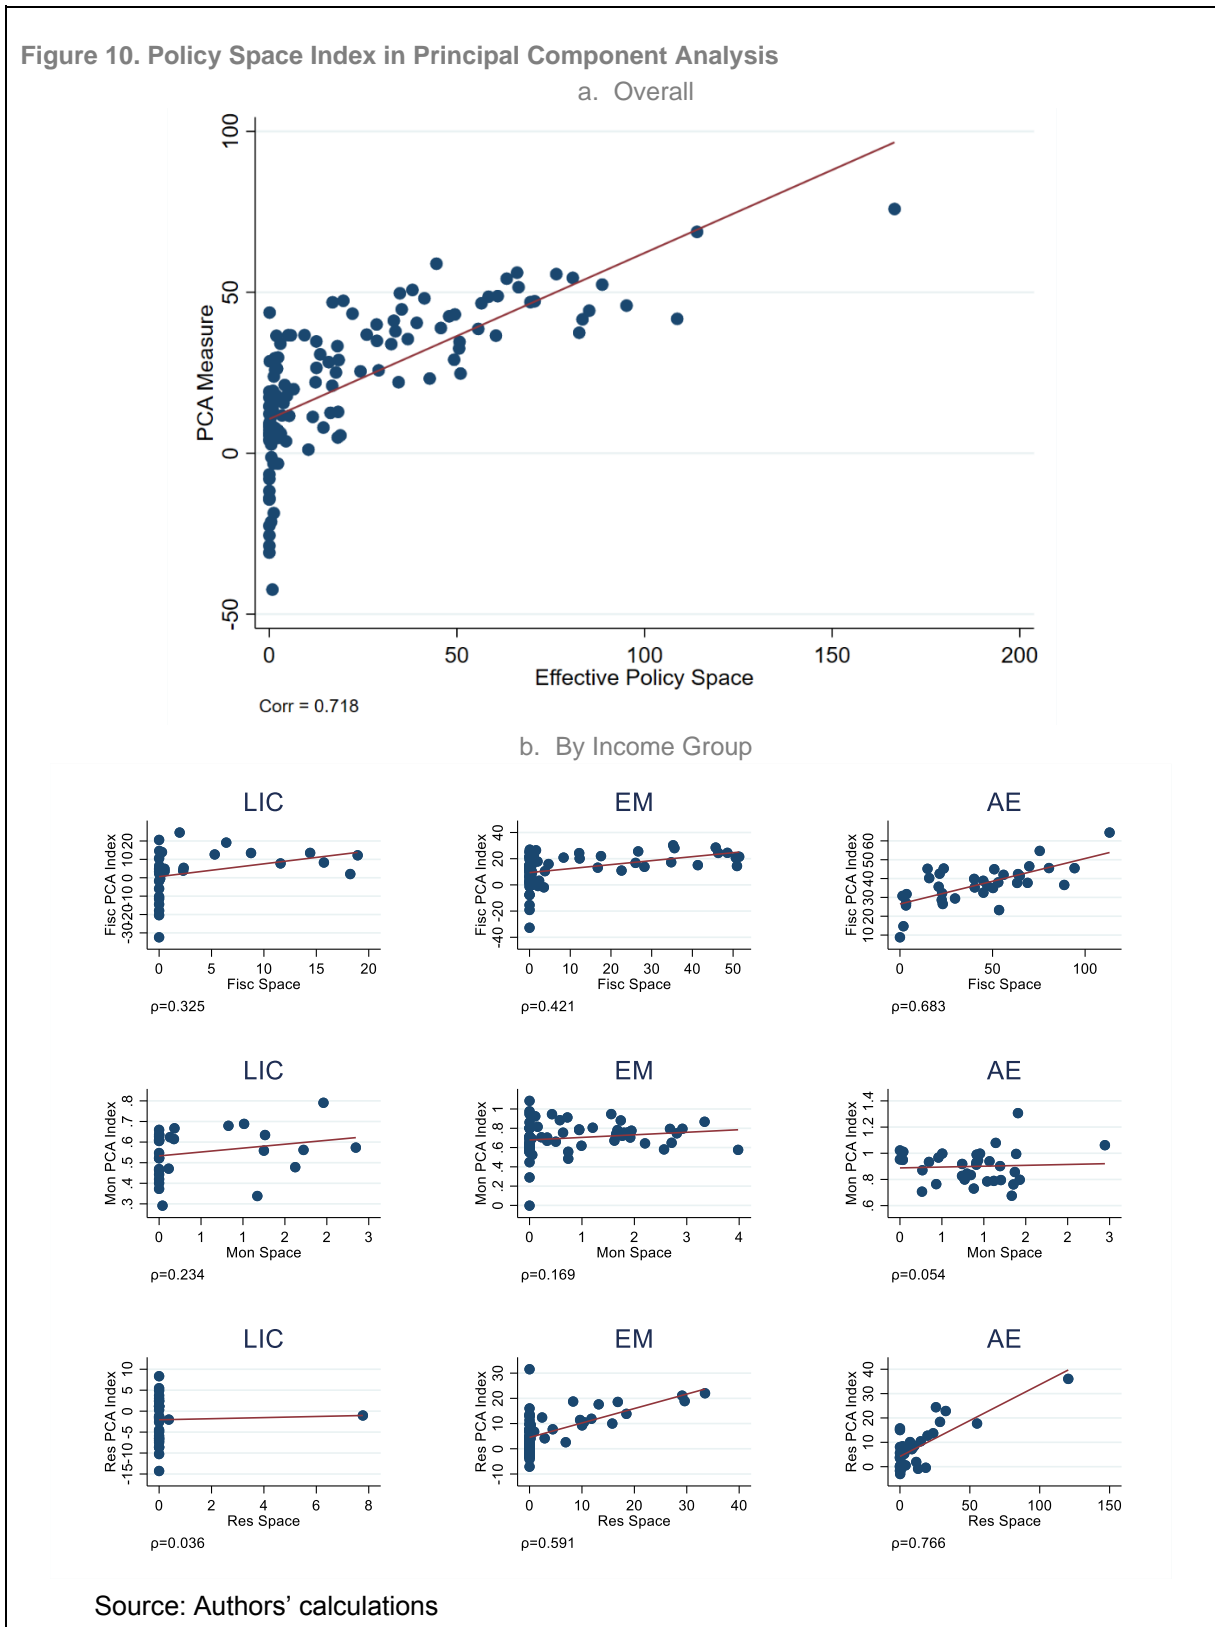 Figure 10. Policy Space Index in Principal Component Analysis
a. Overall
PCA Measure
100
50
0
-50
0 50 100 150 200
Effective Policy Space
Corr = 0.718
b. By Income Group
LIC
Fisc PCA Index
-30-20-10 0 10 20
0 5 10 15 20
Fisc Space
ρ=0.325
EM
Fisc PCA Index
-40 -20 0 20 40
0 10 20 30 40 50
Fisc Space
ρ=0.421
AE
Fisc PCA Index
10 20 30 40 50 60
0 50 100
Fisc Space
ρ=0.683
LIC
Mon PCA Index
.3 .4 .5 .6 .7 .8
0 1 1 2 2 3
Mon Space
ρ=0.234
EM
Mon PCA Index
0 .2 .4 .6 .8 1
0 1 2 3 4
Mon Space
ρ=0.169
AE
Mon PCA Index
.6 .8 1 1.2 1.4
0 1 1 2 2 3
Mon Space
ρ=0.054
LIC
Res PCA Index
-15 -10 -5 0 5 10
0 2 4 6 8
Res Space
ρ=0.036
EM
Res PCA Index
-10 0 10 20 30
0 10 20 30 40
Res Space
ρ=0.591
AE
Res PCA Index
0 10 20 30 40
0 50 100 150
Res Space
ρ=0.766
Source: Authors’ calculations